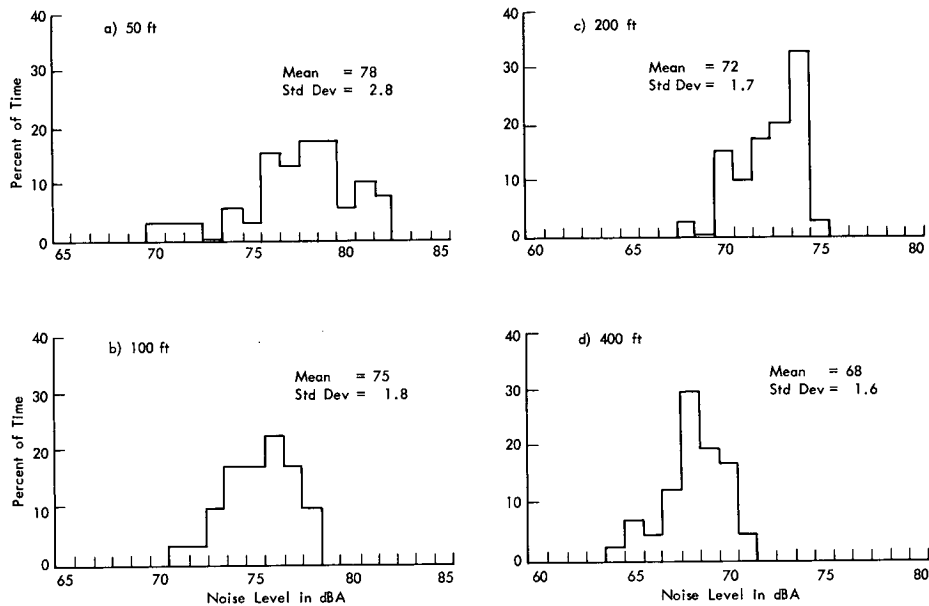 a) 50 ft
Mean = 78
Std Dev = 2.8
Percent of Time
40
30
20
10
0
65 70 75 80 85
c) 200 ft
Mean = 72
Std Dev = 1.7
40
30
20
10
0
60 65 70 75 80
b) 100 ft
Mean = 75
Std Dev = 1.8
Percent of Time
40
30
20
10
0
65 70 75 80 85
Noise Level in dBA
d) 400 ft
Mean = 68
Std Dev = 1.6
40
30
20
10
0
60 65 70 75 80
Noise Level in dBA